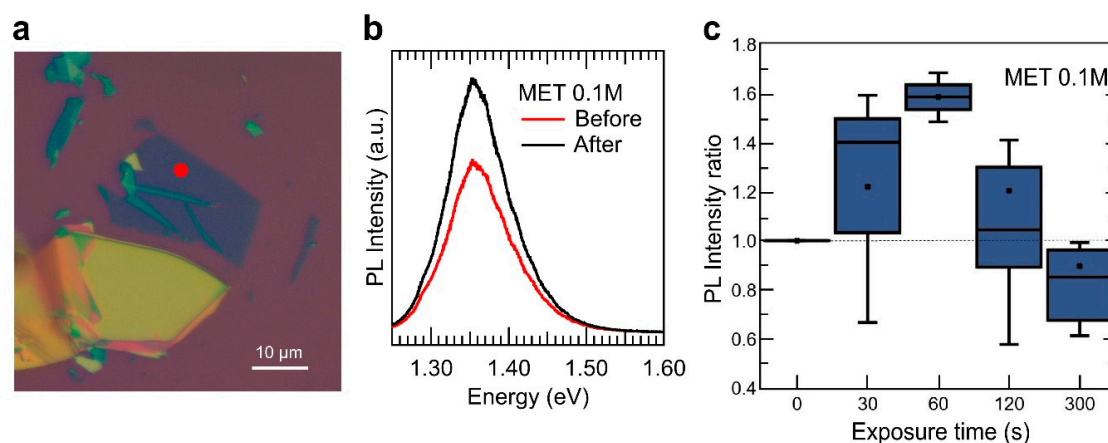 a
10 μm
b
PL Intensity (a.u.)
MET 0.1M
Before
After
1.30 1.40 1.50 1.60
Energy (eV)
c
PL Intensity ratio
1.8
1.6
1.4
1.2
1.0
0.8
0.6
0.4
MET 0.1M
0 30 60 120 300
Exposure time (s)